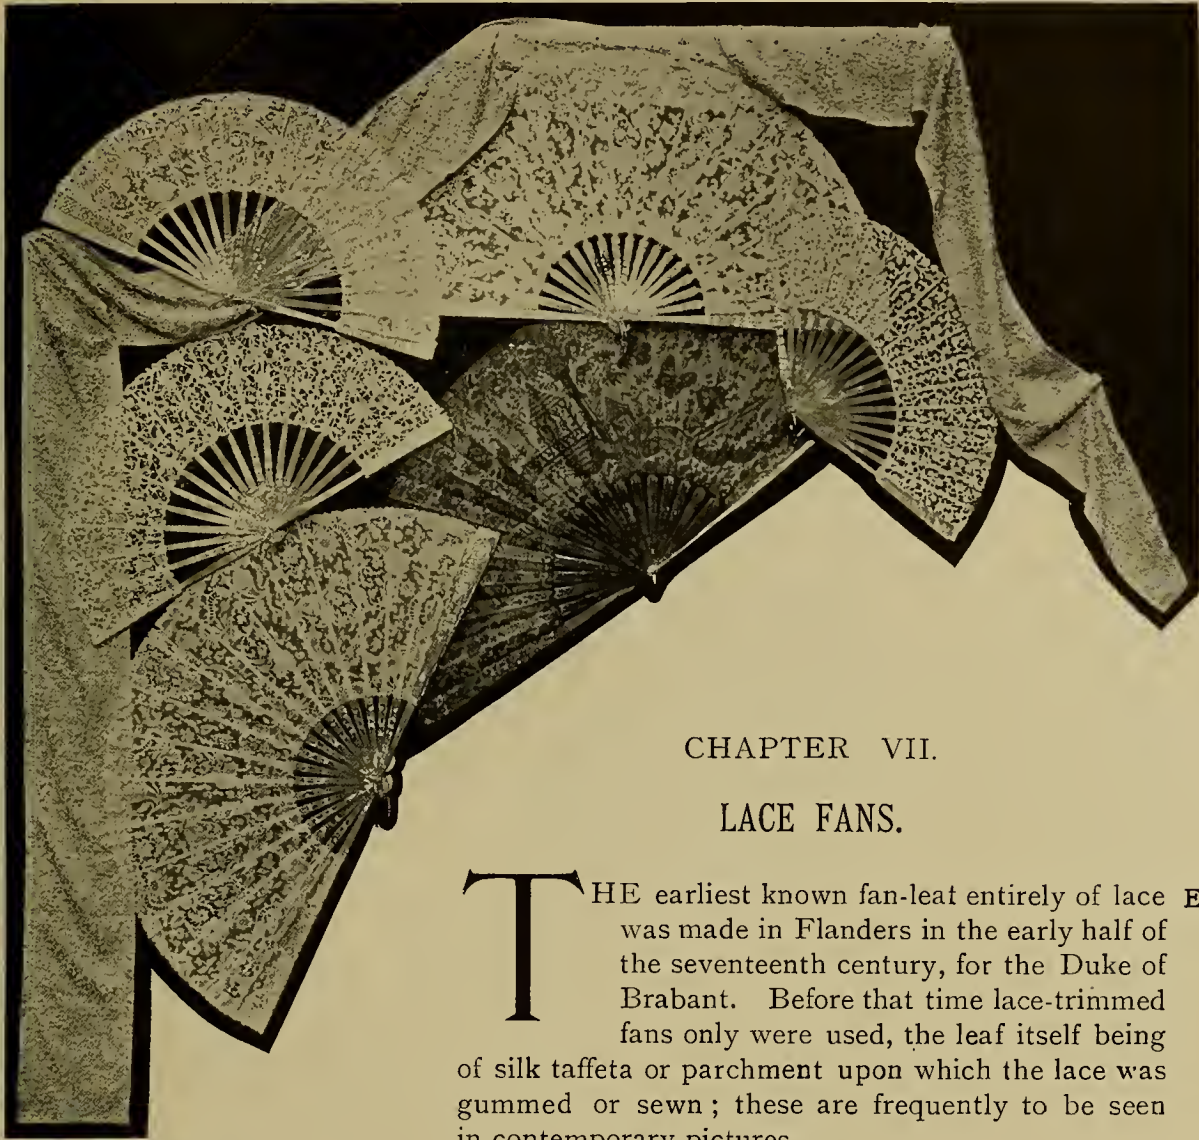 CHAPTER VII.
LACE FANS.
THE earliest known fan-leat entirely of lace E
was made in Flanders in the early half of
the seventeenth century, for the Duke of
Brabant. Before that time lace-trimmed
fans only were used, the leaf itself being
of silk taffeta or parchment upon which the lace was
gummed or sewn ; these are frequently to be seen
in contemporary pictures